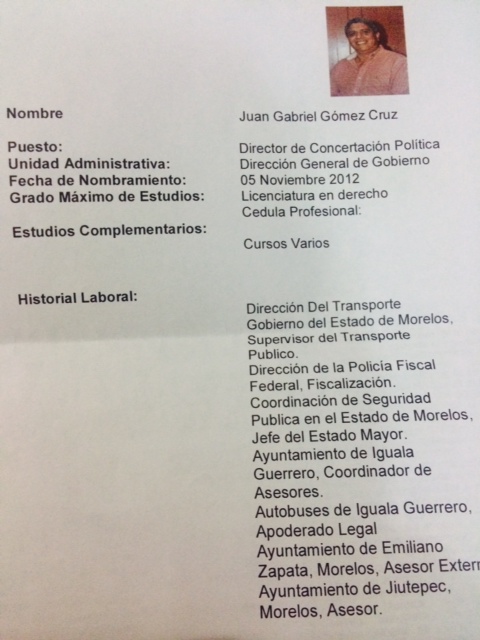 Nombre Juan Gabriel Gómez Cruz
Puesto: Director de Concertación Política
Unidad Administrativa: Dirección General de Gobierno
Fecha de Nombramiento: 05 Noviembre 2012
Grado Máximo de Estudios: Licenciatura en derecho
Cedula Profesional:
Estudios Complementarios:
Cursos Varios
Historial Laboral:
Dirección Del Transporte
Gobierno del Estado de Morelos,
Supervisor del Transporte
Publico.
Dirección de la Policía Fiscal
Federal, Fiscalización.
Coordinación de Seguridad
Publica en el Estado de Morelos,
Jefe del Estado Mayor.
Ayuntamiento de Iguala
Guerrero, Coordinador de
Asesores.
Autobuses de Iguala Guerrero,
Apoderado Legal
Ayuntamiento de Emiliano
Zapata, Morelos, Asesor Extern
Ayuntamiento de Jiutepec,
Morelos, Asesor.